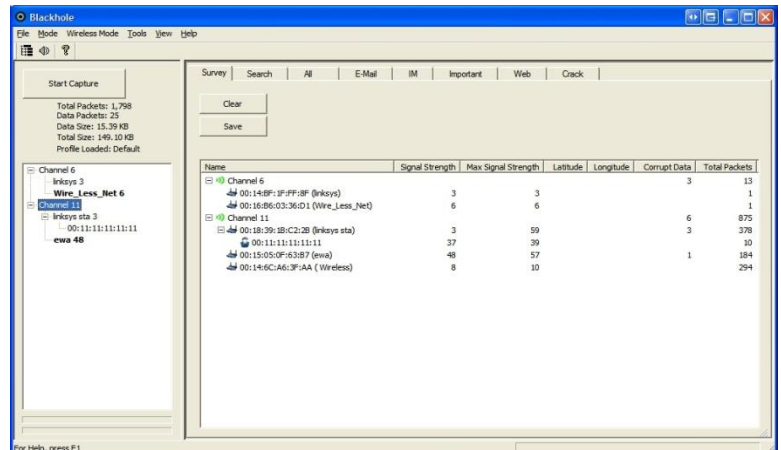 Blackhole
File Mode Wireless Mode Tools View Help
Start Capture
Total Packets: 1,798
Data Packets: 25
Data Size: 15.39 KB
Total Size: 149.10 KB
Profile Loaded: Default
Channel 6
linksys 3
Wire_Less_Net 6
Channel 11
linksys sta 3
00:11:11:11:11:11
ewa 48
Survey Search All E-Mail IM Important Web Crack
Clear
Save
Name Signal Strength Max Signal Strength Latitude Longitude Corrupt Data Total Packets
Channel 6 3 13
00:14:BF:1F:FF:8F (linksys) 3 3 1
00:16:B6:03:36:D1 (Wire_Less_Net) 6 6 1
Channel 11 6 875
00:18:39:1B:C2:2B (linksys sta) 3 59 3 378
00:11:11:11:11:11 37 39 10
00:15:05:0F:63:87 (ewa) 48 57 1 184
00:14:6C:A6:3F:AA ( Wireless) 8 10 294
For Help, press F1